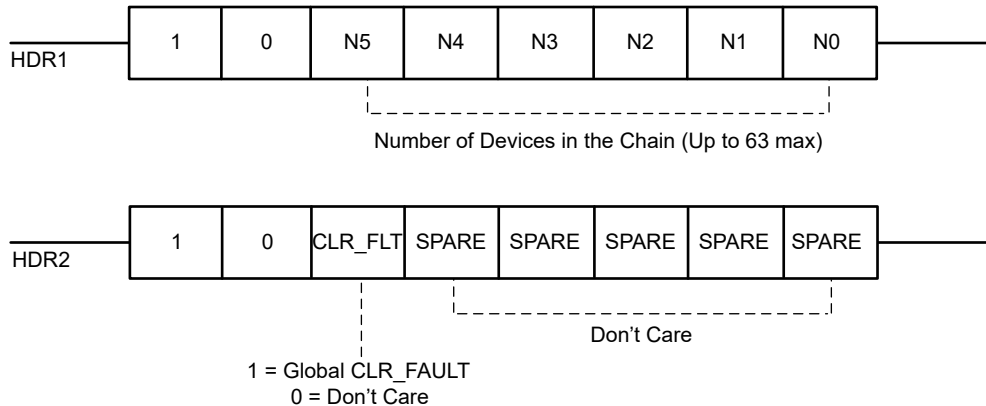 HDR1
1 0 N5 N4 N3 N2 N1 N0
Number of Devices in the Chain (Up to 63 max)
HDR2
1 0 CLR_FLT SPARE SPARE SPARE SPARE SPARE
Don't Care
1 = Global CLR_FAULT
0 = Don't Care